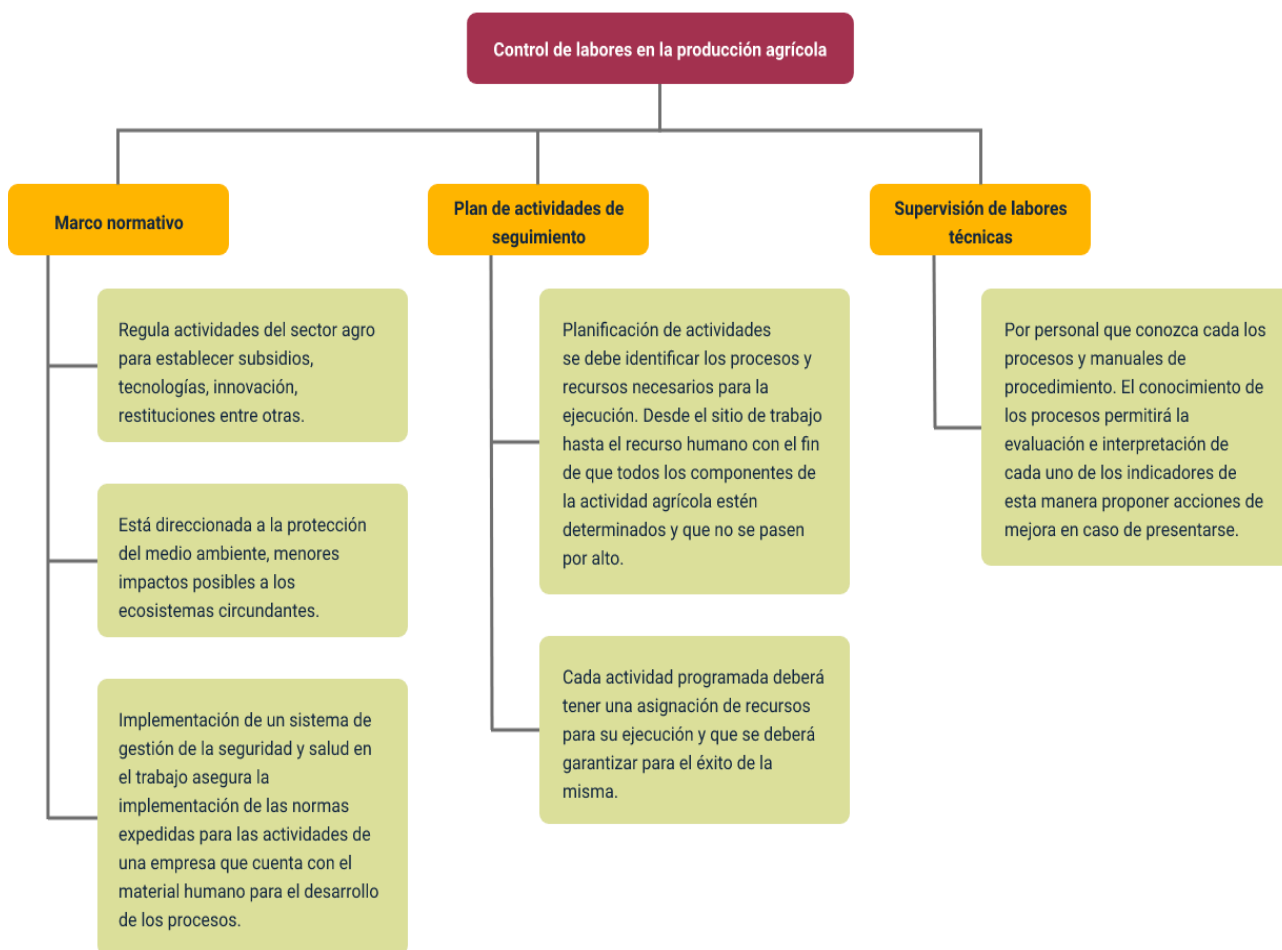 Control de labores en la producción agrícola
Marco normativo
Regula actividades del sector agro
para establecer subsidios,
tecnologías, innovación,
restituciones entre otras.
Está direccionada a la protección
del medio ambiente, menores
impactos posibles a los
ecosistemas circundantes.
Implementación de un sistema de
gestión de la seguridad y salud en
el trabajo asegura la
implementación de las normas
expedidas para las actividades de
una empresa que cuenta con el
material humano para el desarrollo
de los procesos.
Plan de actividades de
seguimiento
Planificación de actividades
se debe identificar los procesos y
recursos necesarios para la
ejecución. Desde el sitio de trabajo
hasta el recurso humano con el fin
de que todos los componentes de
la actividad agrícola estén
determinados y que no se pasen
por alto.
Cada actividad programada deberá
tener una asignación de recursos
para su ejecución y que se deberá
garantizar para el éxito de la
misma.
Supervisión de labores
técnicas
Por personal que conozca cada los
procesos y manuales de
procedimiento. El conocimiento de
los procesos permitirá la
evaluación e interpretación de
cada uno de los indicadores de
esta manera proponer acciones de
mejora en caso de presentarse.